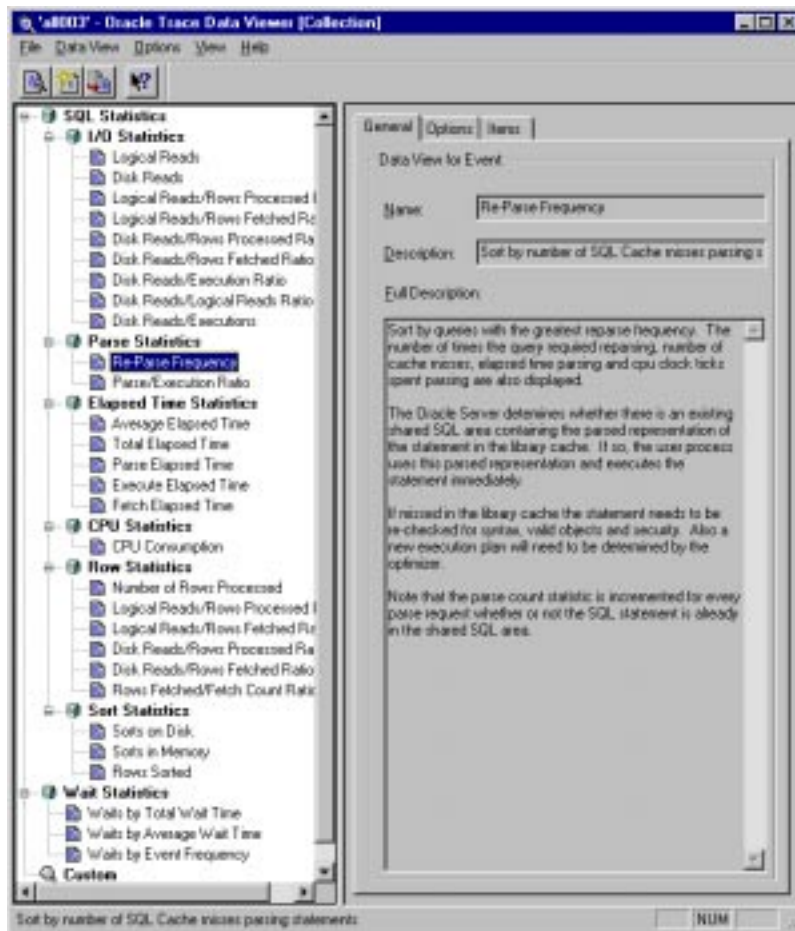 'all003' - Oracle Trace Data Viewer [Collection]
File Data View Options View Help
SQL Statistics
I/O Statistics
Logical Reads
Disk Reads
Logical Reads/Rows Processed
Logical Reads/Rows Fetched Ra
Disk Reads/Rows Processed Ra
Disk Reads/Rows Fetched Ratio
Disk Reads/Execution Ratio
Disk Reads/Logical Reads Ratio
Disk Reads/Executions
Parse Statistics
Re-Parse Frequency
Parse/Execution Ratio
Elapsed Time Statistics
Average Elapsed Time
Total Elapsed Time
Parse Elapsed Time
Execute Elapsed Time
Fetch Elapsed Time
CPU Statistics
CPU Consumption
Row Statistics
Number of Rows Processed
Logical Reads/Rows Processed
Logical Reads/Rows Fetched Ra
Disk Reads/Rows Processed Ra
Disk Reads/Rows Fetched Ratio
Rows Fetched/Fetch Count Ratio
Sort Statistics
Sorts on Disk
Sorts in Memory
Rows Sorted
Wait Statistics
Waits by Total Wait Time
Waits by Average Wait Time
Waits by Event Frequency
Custom
General Options Items
Data View for Event
Name: Re-Parse Frequency
Description: Sort by number of SQL Cache misses parsing s
Full Description:
Sort by queries with the greatest reparse frequency. The
number of times the query required reparsing, number of
cache misses, elapsed time parsing and cpu clock ticks
spent parsing are also displayed.
The Oracle Server determines whether there is an existing
shared SQL area containing the parsed representation of
the statement in the library cache. If so, the user process
uses this parsed representation and executes the
statement immediately.
If missed in the library cache the statement needs to be
re-checked for syntax, valid objects and security. Also a
new execution plan will need to be determined by the
optimizer.
Note that the parse count statistic is incremented for every
parse request whether or not the SQL statement is already
in the shared SQL area.
Sort by number of SQL Cache misses parsing statements
NUM